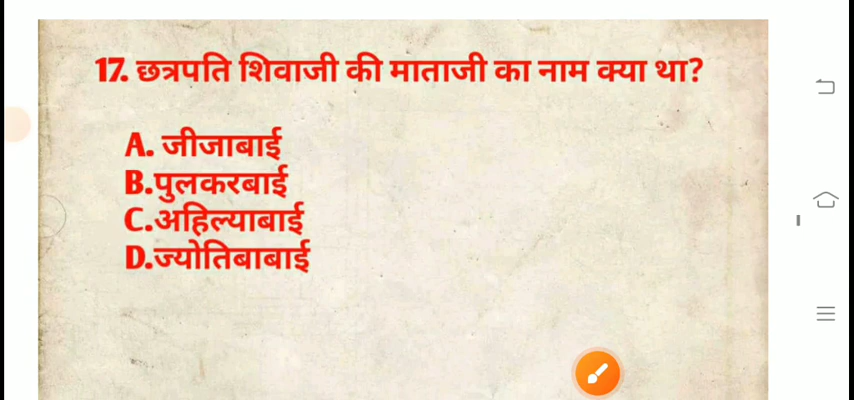 17. छत्रपति शिवाजी की माताजी का नाम क्या था?
A. जीजाबाई
B.पुलकरबाई
C.अहिल्याबाई
D.ज्योतिबाबाई